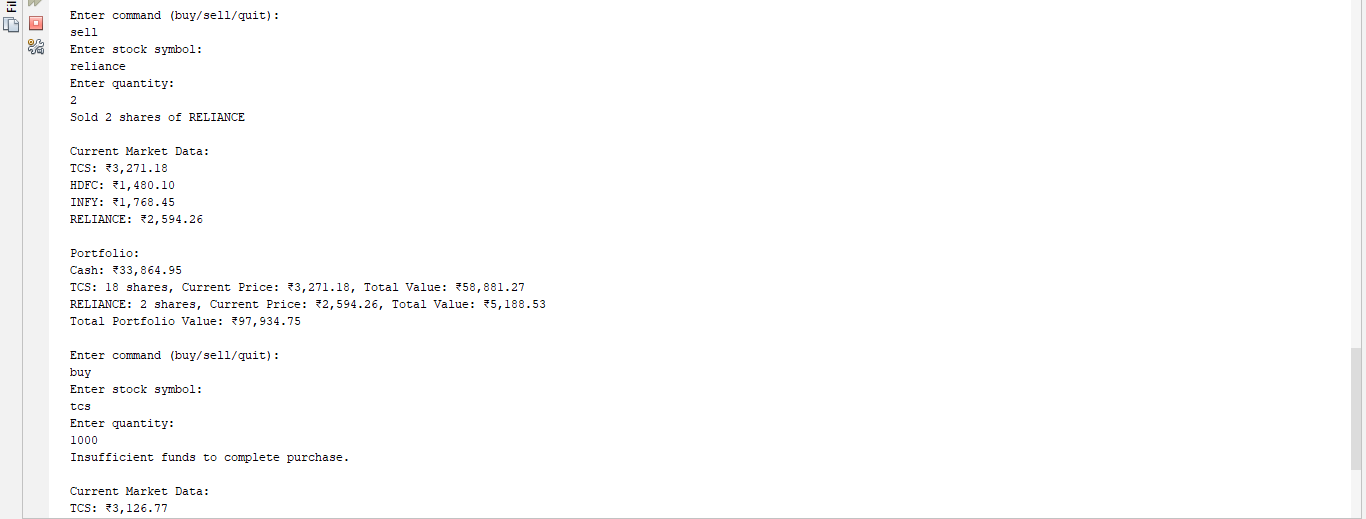 Fil
Enter command (buy/sell/quit):
sell
Enter stock symbol:
reliance
Enter quantity:
2
Sold 2 shares of RELIANCE
Current Market Data:
TCS: ₹3,271.18
HDFC: ₹1,480.10
INFY: ₹1,768.45
RELIANCE: ₹2,594.26
Portfolio:
Cash: ₹33,864.95
TCS: 18 shares, Current Price: ₹3,271.18, Total Value: ₹58,881.27
RELIANCE: 2 shares, Current Price: ₹2,594.26, Total Value: ₹5,188.53
Total Portfolio Value: ₹97,934.75
Enter command (buy/sell/quit):
buy
Enter stock symbol:
tcs
Enter quantity:
1000
Insufficient funds to complete purchase.
Current Market Data:
TCS: ₹3,126.77